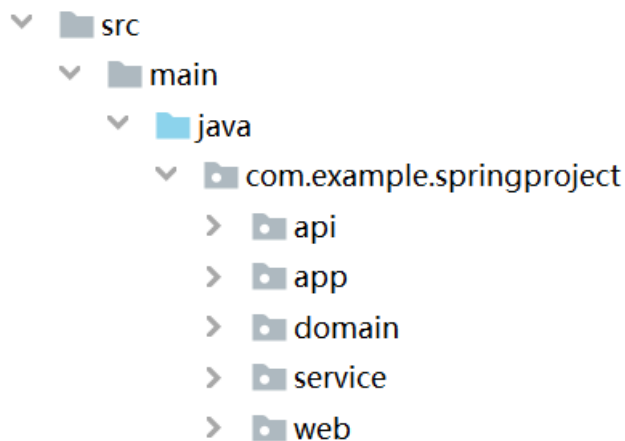 src
main
java
com.example.springproject
api
app
domain
service
web